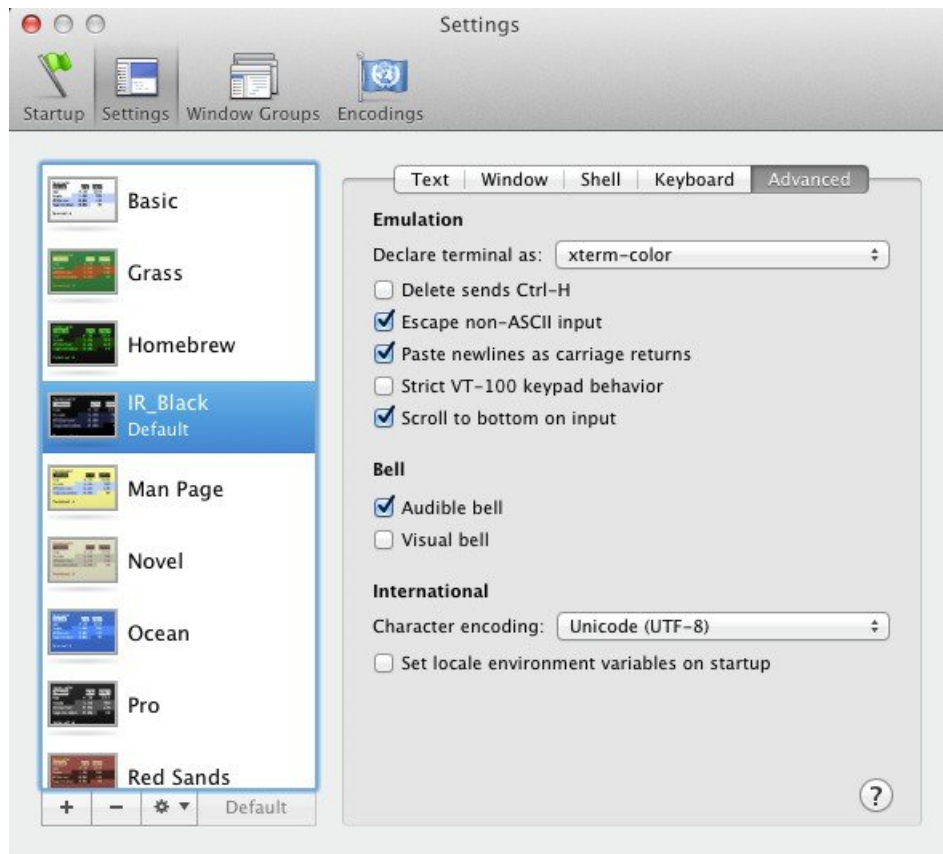 Settings
Startup Settings Window Groups Encodings
Basic
Grass
Homebrew
IR_Black
Default
Man Page
Novel
Ocean
Pro
Red Sands
+ − Default
Text Window Shell Keyboard Advanced
Emulation
Declare terminal as: xterm-color
Delete sends Ctrl-H
Escape non-ASCII input
Paste newlines as carriage returns
Strict VT-100 keypad behavior
Scroll to bottom on input
Bell
Audible bell
Visual bell
International
Character encoding: Unicode (UTF-8)
Set locale environment variables on startup
?